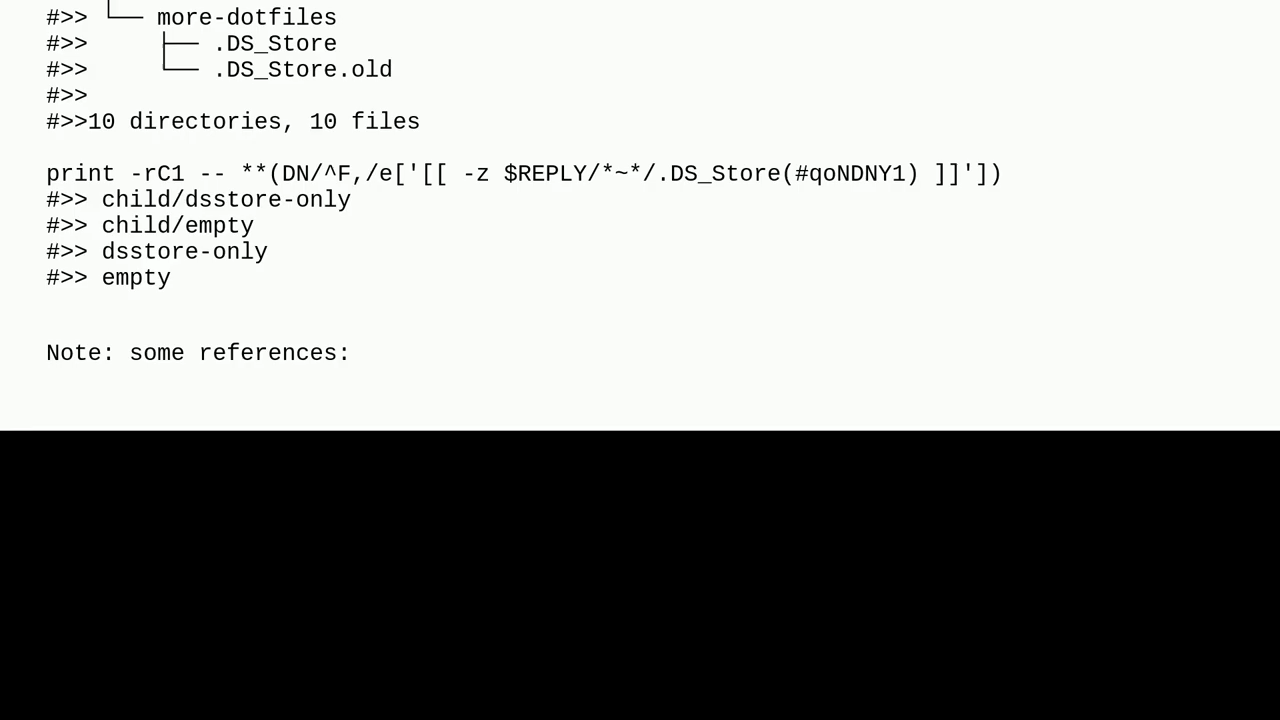 #>> └── more-dotfiles
#>>     ├── .DS_Store
#>>     └── .DS_Store.old
#>>
#>>10 directories, 10 files
print -rC1 -- **(DN/^F,/e['[[ -z $REPLY/*~*/.DS_Store(#qoNDNY1) ]]'])
#>> child/dsstore-only
#>> child/empty
#>> dsstore-only
#>> empty
Note: some references: